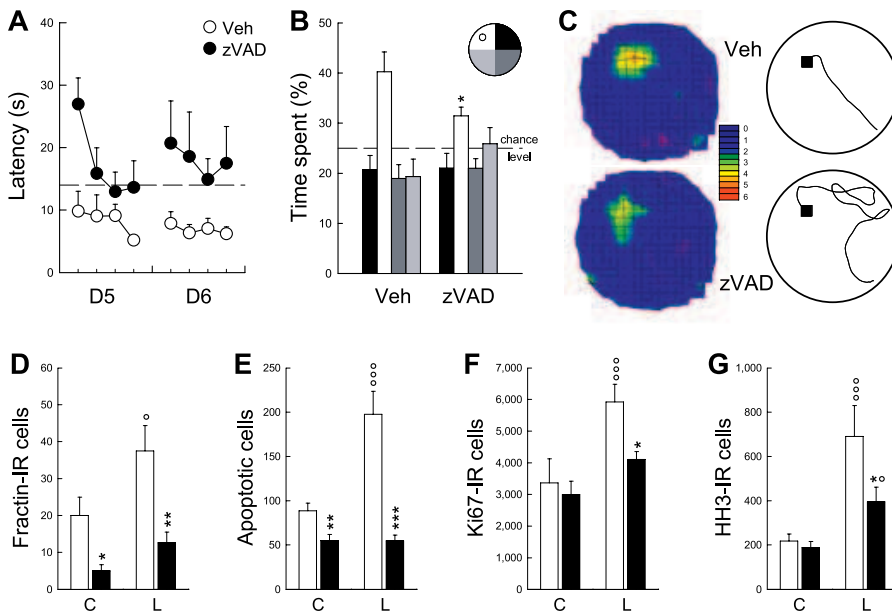 A
Veh
zVAD
Latency (s)
40
30
20
10
0
D5
D6
B
Time spent (%)
50
40
30
20
10
0
*
chance
level
Veh
zVAD
C
Veh
0
1
1
2
2
3
4
4
5
5
6
zVAD
D
Fractin-IR cells
60
50
40
30
20
10
0
*
**
C
L
E
Apoptotic cells
250
200
150
100
50
0
**
***
C
L
F
Ki67-IR cells
7,000
6,000
5,000
4,000
3,000
2,000
1,000
0
*
C
L
G
HH3-IR cells
1,000
800
600
400
200
0
*
C
L